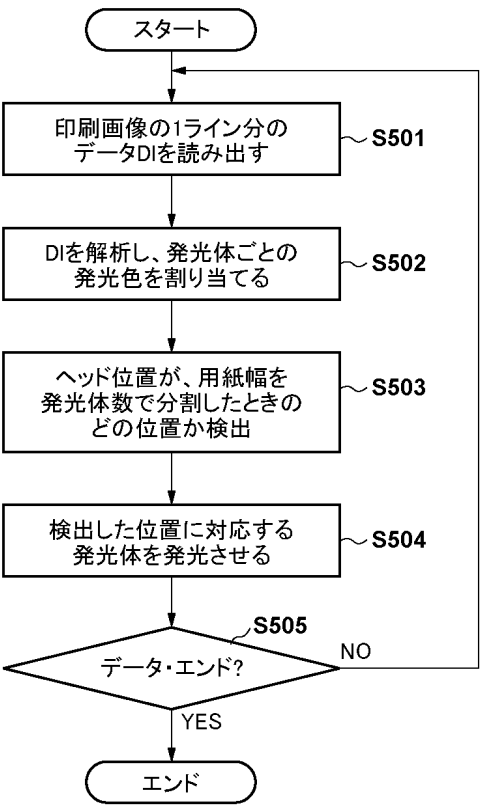 スタート
印刷画像の1ライン分の
データDIを読み出す
S501
DIを解析し、発光体ごとの
発光色を割り当てる
S502
ヘッド位置が、用紙幅を
発光体数で分割したときの
どの位置か検出
S503
検出した位置に対応する
発光体を発光させる
S504
S505
データ・エンド?
NO
YES
エンド